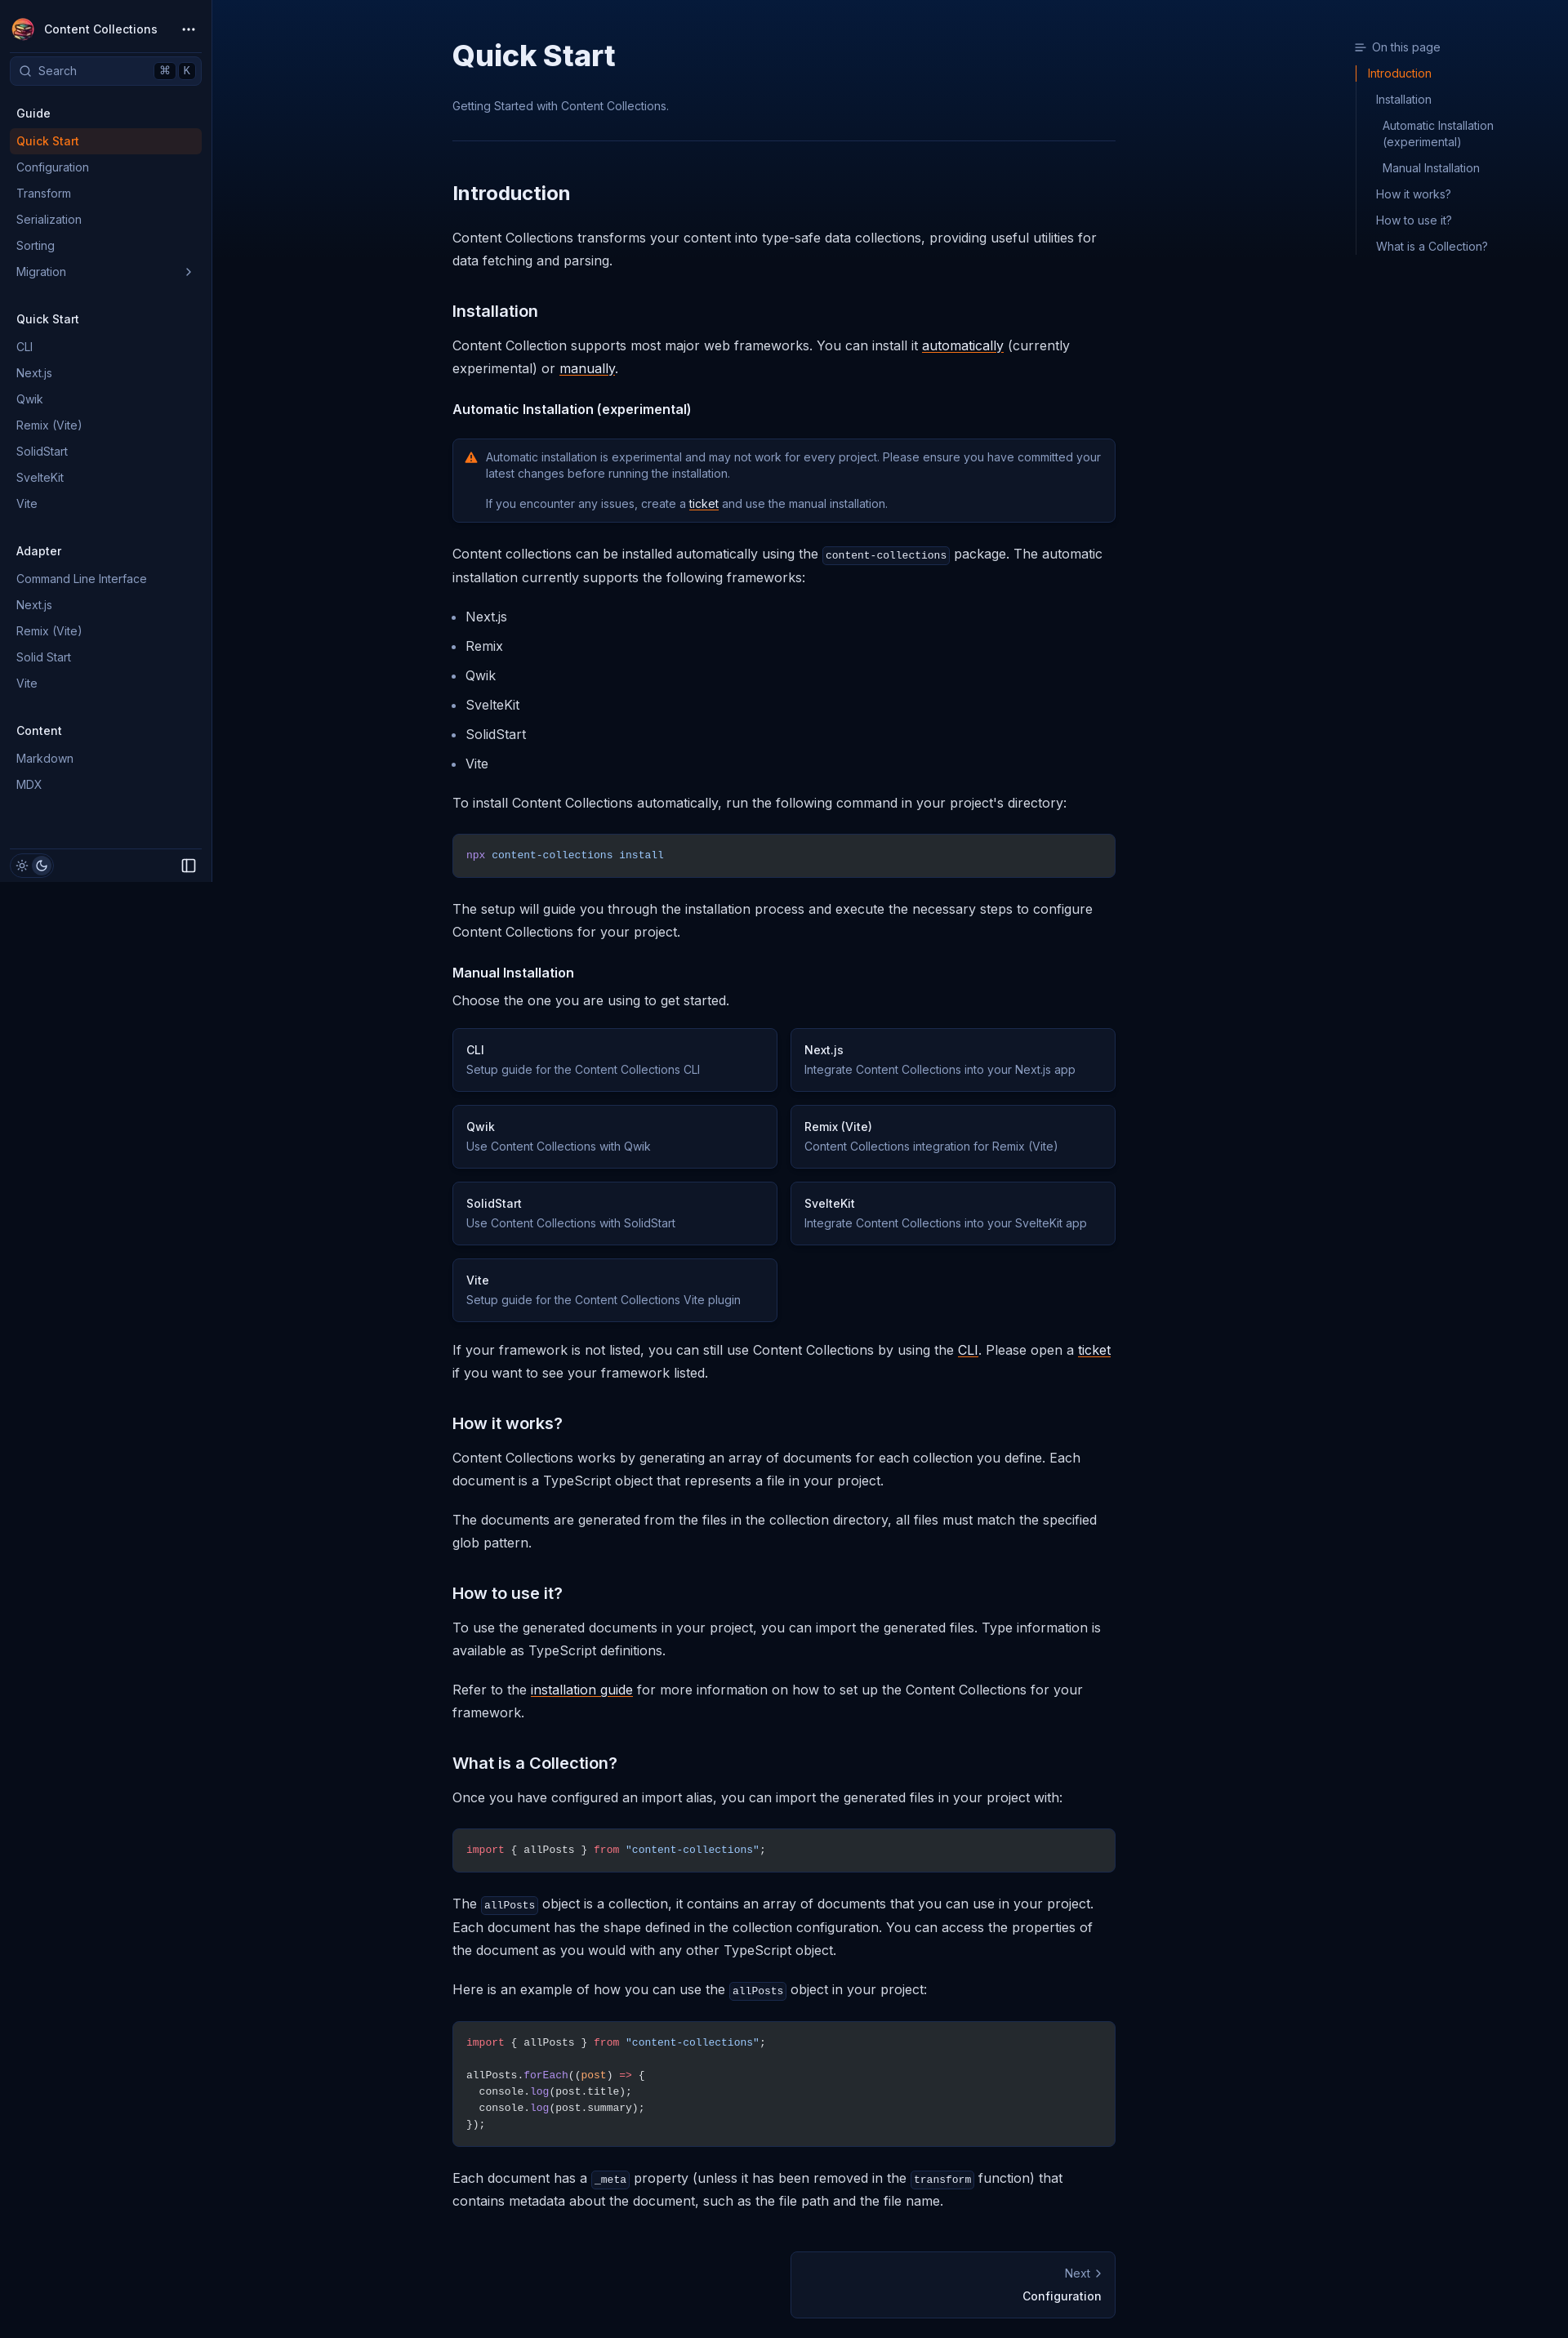 Content Collections
Search
⌘ K
Guide
Quick Start
Configuration
Transform
Serialization
Sorting
Migration
Quick Start
CLI
Next.js
Qwik
Remix (Vite)
SolidStart
SvelteKit
Vite
Adapter
Command Line Interface
Next.js
Remix (Vite)
Solid Start
Vite
Content
Markdown
MDX
Quick Start
Getting Started with Content Collections.
Introduction
Content Collections transforms your content into type-safe data collections, providing useful utilities for
data fetching and parsing.
Installation
Content Collection supports most major web frameworks. You can install it automatically (currently
experimental) or manually.
Automatic Installation (experimental)
Automatic installation is experimental and may not work for every project. Please ensure you have committed your
latest changes before running the installation.
If you encounter any issues, create a ticket and use the manual installation.
Content collections can be installed automatically using the content-collections package. The automatic
installation currently supports the following frameworks:
Next.js
Remix
Qwik
SvelteKit
SolidStart
Vite
To install Content Collections automatically, run the following command in your project's directory:
npx content-collections install
The setup will guide you through the installation process and execute the necessary steps to configure
Content Collections for your project.
Manual Installation
Choose the one you are using to get started.
CLI
Setup guide for the Content Collections CLI
Next.js
Integrate Content Collections into your Next.js app
Qwik
Use Content Collections with Qwik
Remix (Vite)
Content Collections integration for Remix (Vite)
SolidStart
Use Content Collections with SolidStart
SvelteKit
Integrate Content Collections into your SvelteKit app
Vite
Setup guide for the Content Collections Vite plugin
If your framework is not listed, you can still use Content Collections by using the CLI. Please open a ticket
if you want to see your framework listed.
How it works?
Content Collections works by generating an array of documents for each collection you define. Each
document is a TypeScript object that represents a file in your project.
The documents are generated from the files in the collection directory, all files must match the specified
glob pattern.
How to use it?
To use the generated documents in your project, you can import the generated files. Type information is
available as TypeScript definitions.
Refer to the installation guide for more information on how to set up the Content Collections for your
framework.
What is a Collection?
Once you have configured an import alias, you can import the generated files in your project with:
import { allPosts } from "content-collections";
The allPosts object is a collection, it contains an array of documents that you can use in your project.
Each document has the shape defined in the collection configuration. You can access the properties of
the document as you would with any other TypeScript object.
Here is an example of how you can use the allPosts object in your project:
import { allPosts } from "content-collections";
allPosts.forEach((post) => {
  console.log(post.title);
  console.log(post.summary);
});
Each document has a _meta property (unless it has been removed in the transform function) that
contains metadata about the document, such as the file path and the file name.
Next
Configuration
On this page
Introduction
Installation
Automatic Installation
(experimental)
Manual Installation
How it works?
How to use it?
What is a Collection?